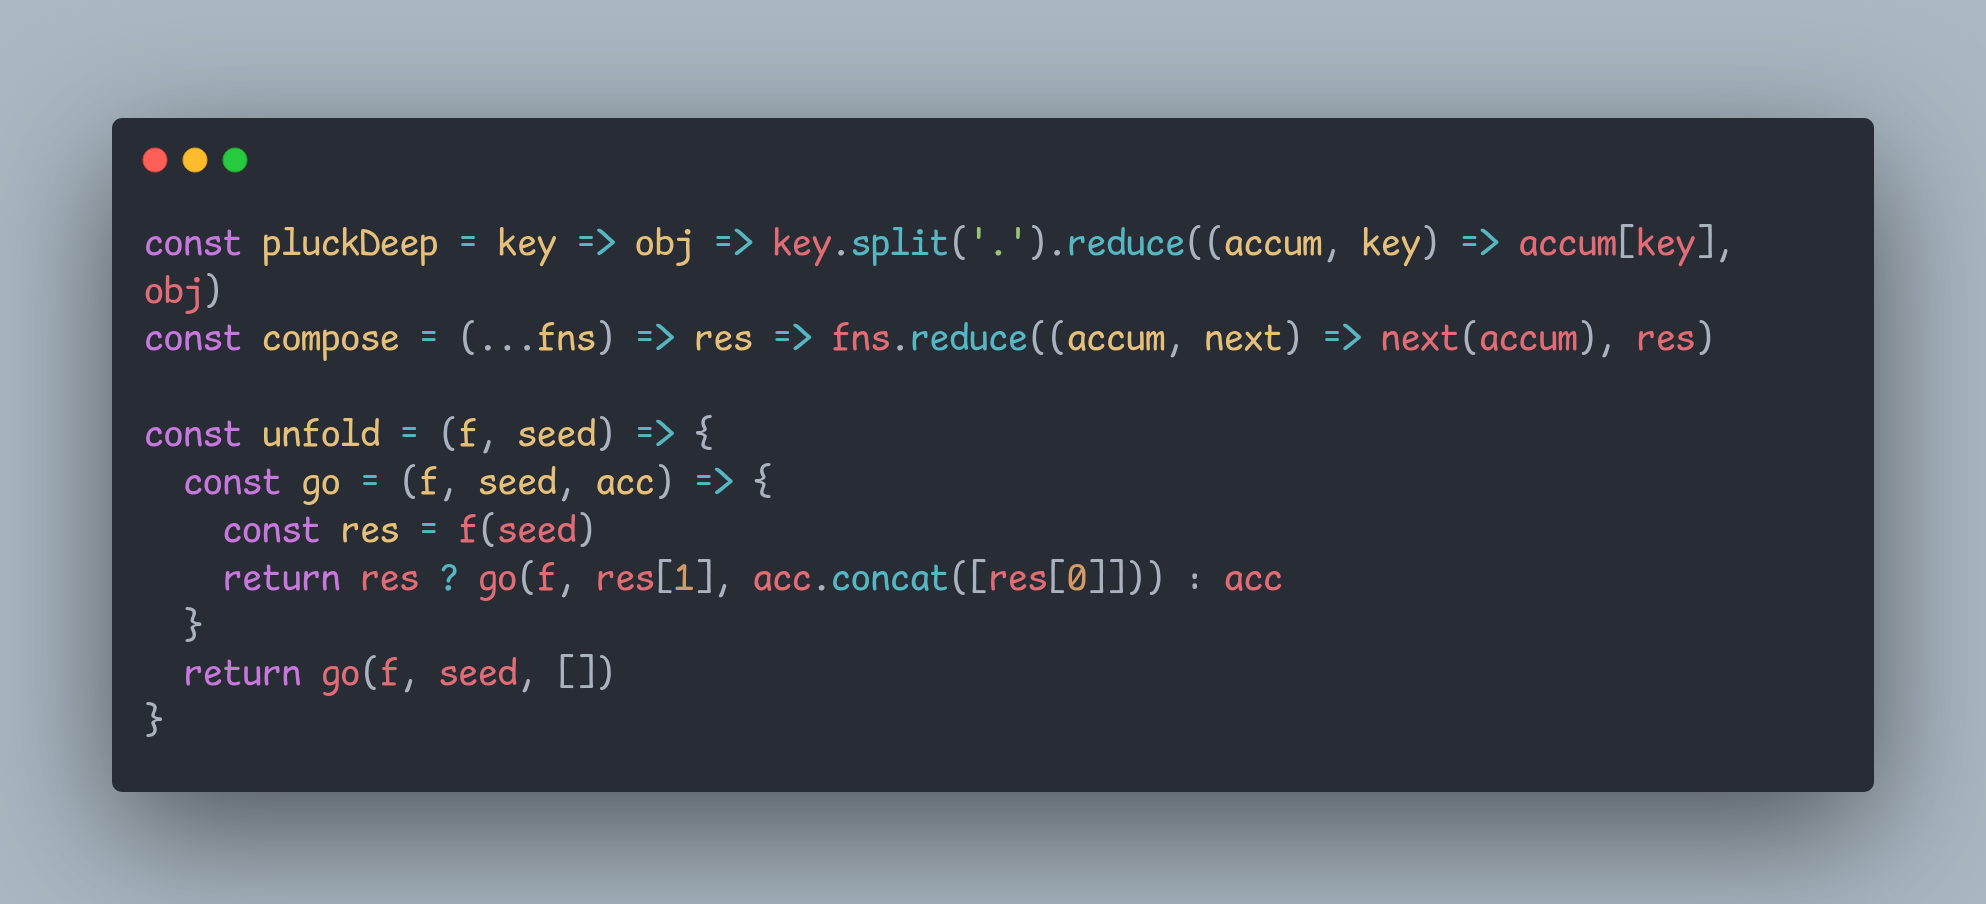 const pluckDeep = key => obj => key.split('.').reduce((accum, key) => accum[key],
obj)
const compose = (...fns) => res => fns.reduce((accum, next) => next(accum), res)

const unfold = (f, seed) => {
  const go = (f, seed, acc) => {
    const res = f(seed)
    return res ? go(f, res[1], acc.concat([res[0]])) : acc
  }
  return go(f, seed, [])
}